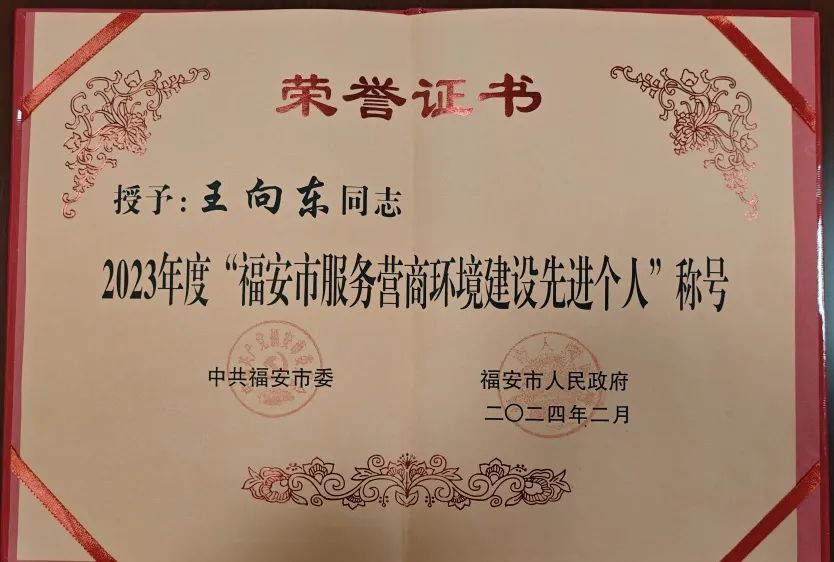 荣誉证书
授予:王向东同志
2023年度“福安市服务营商环境建设先进个人”称号
中共福安市委
福安市人民政府
二〇二四年二月